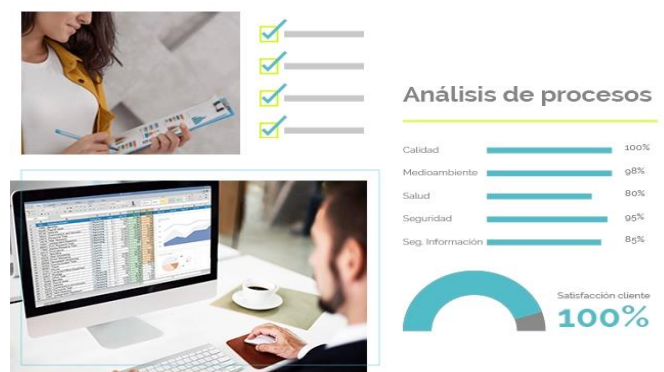 Análisis de procesos
Calidad 100%
Medioambiente 98%
Salud 80%
Seguridad 95%
Seg. Información 85%
Satisfacción cliente
100%